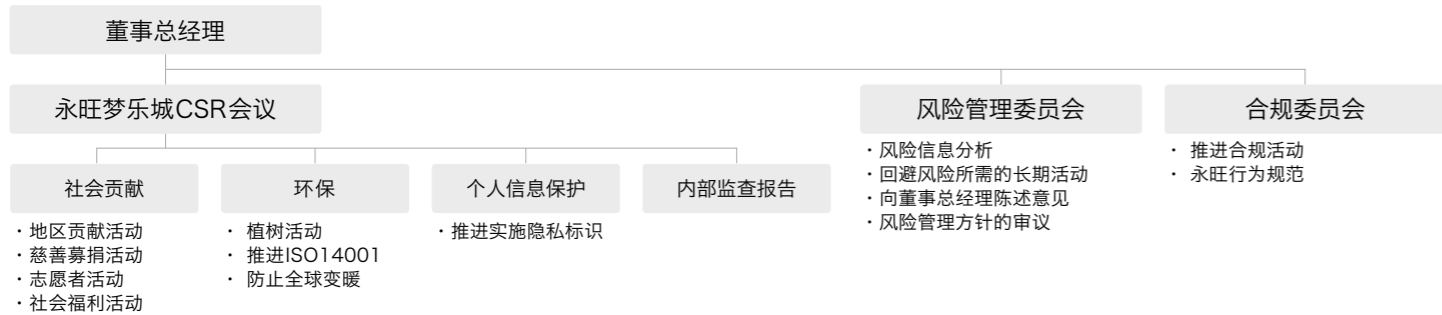 董事总经理
永旺梦乐城CSR会议
社会贡献
・地区贡献活动
・慈善募捐活动
・志愿者活动
・社会福利活动
环保
・ 植树活动
・ 推进ISO14001
・ 防止全球变暖
个人信息保护
・推进实施隐私标识
内部监查报告
风险管理委员会
・风险信息分析
・回避风险所需的长期活动
・向董事总经理陈述意见
・风险管理方针的审议
合规委员会
・ 推进合规活动
・ 永旺行为规范